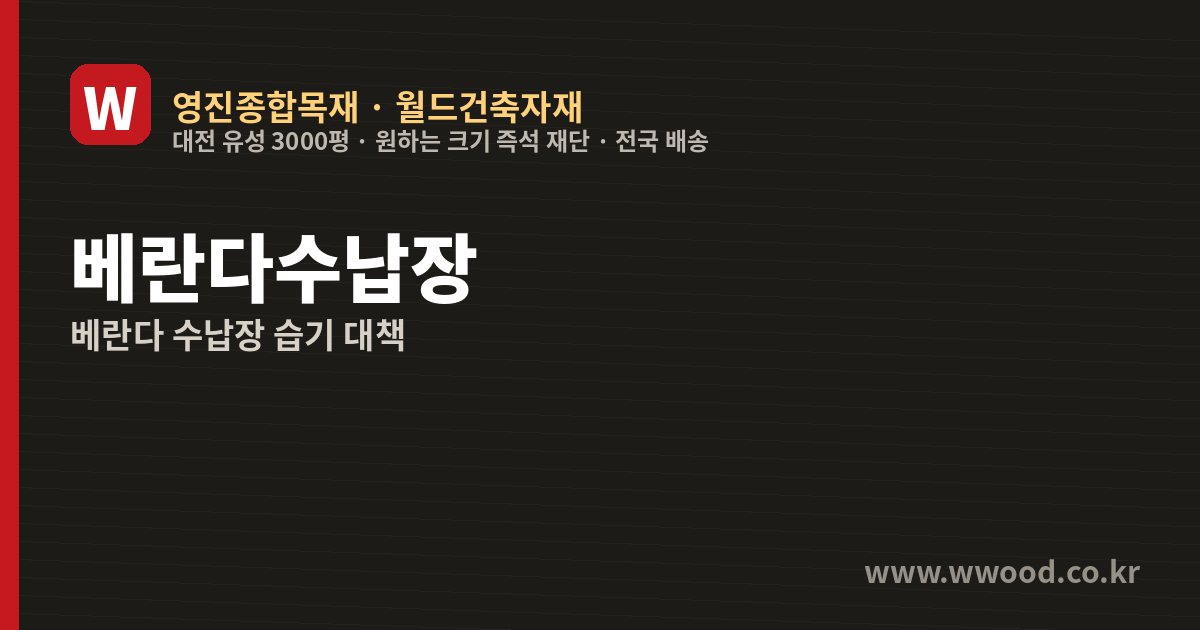 W
영진종합목재 · 월드건축자재
대전 유성 3000평 · 원하는 크기 즉석 재단 · 전국 배송
베란다수납장
베란다 수납장 습기 대책
www.wwood.co.kr